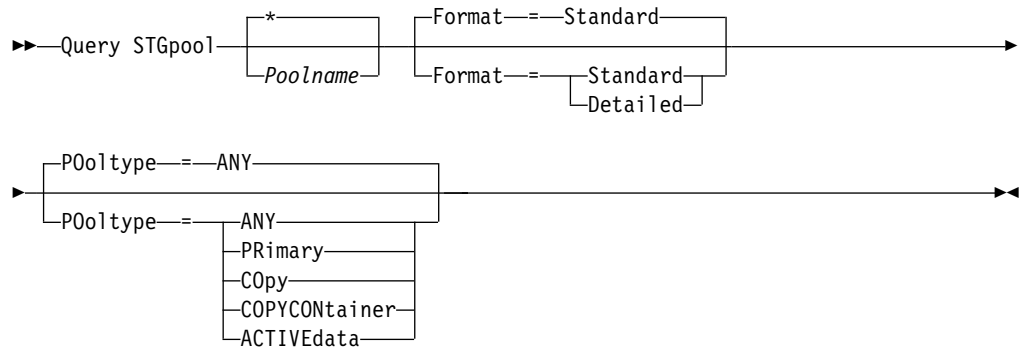 * Format = Standard
Query STGpool
Poolname Format = Standard
Detailed
POoltype = ANY
POoltype = ANY
PRimary
COpy
COPYCONtainer
ACTIVEdata